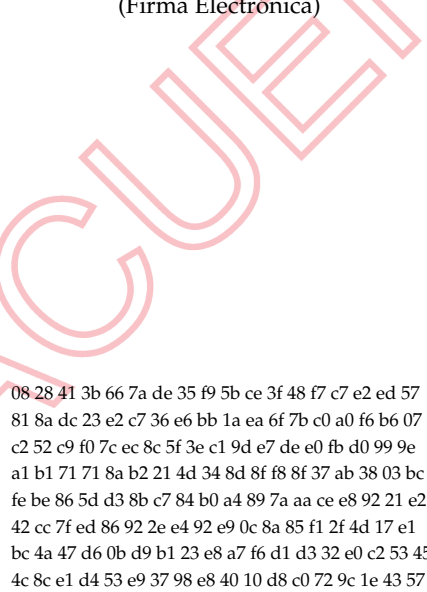 (Firma Electrónica)
ACUE
08 28 41 3b 66 7a de 35 f9 5b ce 3f 48 f7 c7 e2 ed 57
81 8a dc 23 e2 c7 36 e6 bb 1a ea 6f 7b c0 a0 f6 b6 07
c2 52 c9 f0 7c ec 8c 5f 3e c1 9d e7 de e0 fb d0 99 9e
a1 b1 71 71 8a b2 21 4d 34 8d 8f f8 8f 37 ab 38 03 bc
fe be 86 5d d3 8b c7 84 b0 a4 89 7a aa ce e8 92 21 e2
42 cc 7f ed 86 92 2e e4 92 e9 0c 8a 85 f1 2f 4d 17 e1
bc 4a 47 d6 0b d9 b1 23 e8 a7 f6 d1 d3 32 e0 c2 53 45
4c 8c e1 d4 53 e9 37 98 e8 40 10 d8 c0 72 9c 1e 43 57